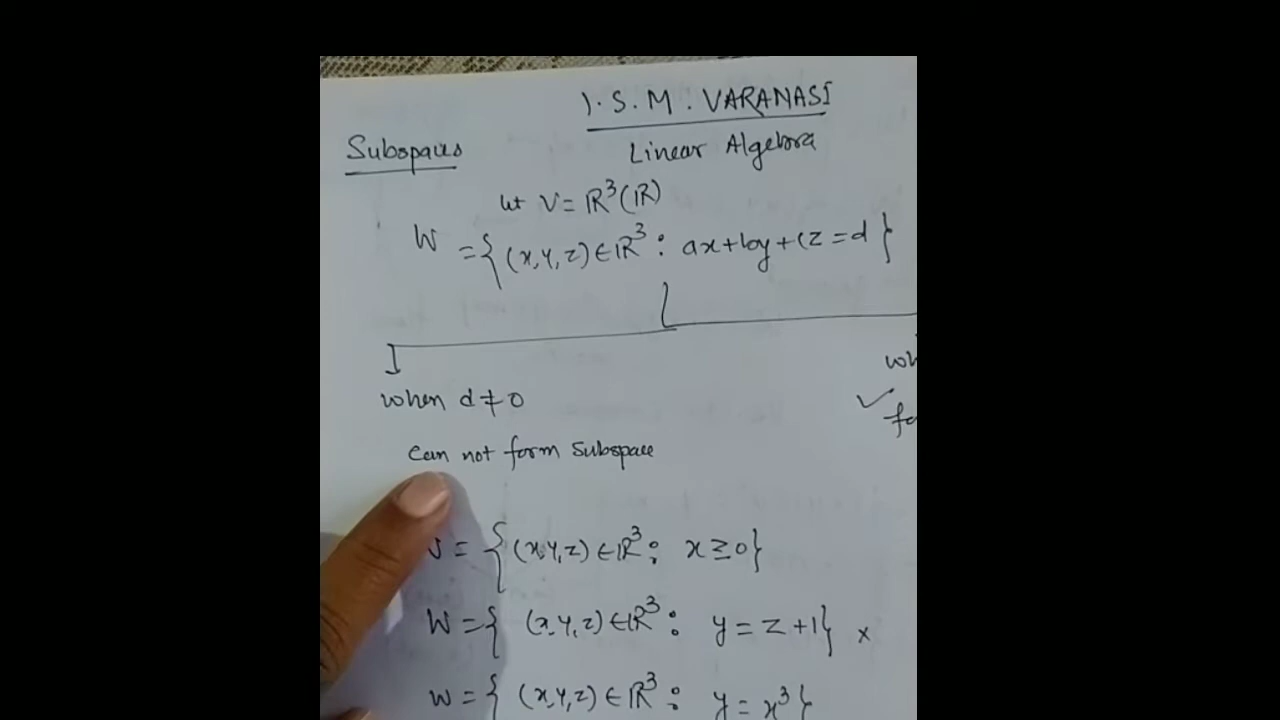 I.S.M. VARANASI
Subspaces
Linear Algebra
let V = ℝ³(ℝ)
W = {(x,y,z) ∈ ℝ³ : ax+by+cz = d}
when d ≠ 0
Can not form Subspace
= {(x,y,z) ∈ ℝ³ : x ≥ 0}
W = {(x,y,z) ∈ ℝ³ : y = z+1} ×
W = {(x,y,z) ∈ ℝ³ : y = x³}